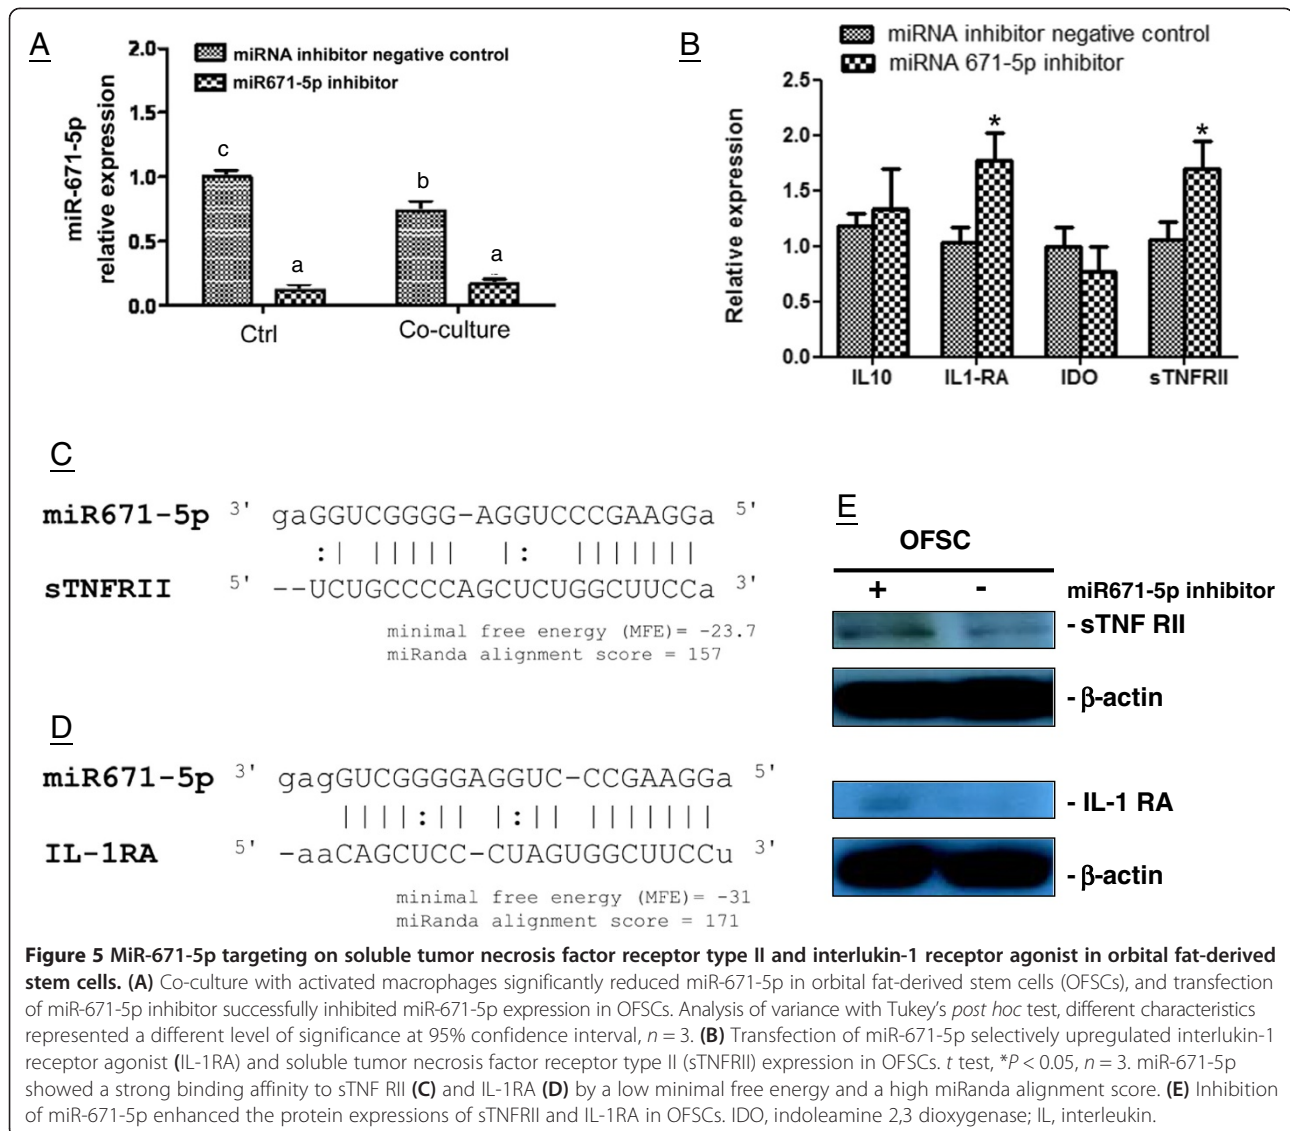 A
2.0
1.5
1.0
0.5
0.0
miR-671-5p
relative expression
miRNA inhibitor negative control
miR671-5p inhibitor
c
a
b
a
Ctrl
Co-culture
B
miRNA inhibitor negative control
miRNA 671-5p inhibitor
2.5
2.0
1.5
1.0
0.5
0.0
Relative expression
*
*
IL10
IL1-RA
IDO
sTNFRII
C
miR671-5p 3' gaGGUCGGGG-AGGUCCCGAAGGa 5'
:| ||||| |: |||||||
sTNFRII 5' --UCUGCCCCAGCUCUGGCUUCCa 3'
minimal free energy (MFE)= -23.7
miRanda alignment score = 157
D
miR671-5p 3' gagGUCGGGGAGGUC-CCGAAGGa 5'
||||:|| |:|| |||||||
IL-1RA 5' -aaCAGCUCC-CUAGUGGCUUCCu 3'
minimal free energy (MFE)= -31
miRanda alignment score = 171
E
OFSC
+ - miR671-5p inhibitor
- sTNF RII
- β-actin
- IL-1 RA
- β-actin
Figure 5 MiR-671-5p targeting on soluble tumor necrosis factor receptor type II and interlukin-1 receptor agonist in orbital fat-derived
stem cells. (A) Co-culture with activated macrophages significantly reduced miR-671-5p in orbital fat-derived stem cells (OFSCs), and transfection
of miR-671-5p inhibitor successfully inhibited miR-671-5p expression in OFSCs. Analysis of variance with Tukey's post hoc test, different characteristics
represented a different level of significance at 95% confidence interval, n = 3. (B) Transfection of miR-671-5p selectively upregulated interlukin-1
receptor agonist (IL-1RA) and soluble tumor necrosis factor receptor type II (sTNFRII) expression in OFSCs. t test, *P < 0.05, n = 3. miR-671-5p
showed a strong binding affinity to sTNF RII (C) and IL-1RA (D) by a low minimal free energy and a high miRanda alignment score. (E) Inhibition
of miR-671-5p enhanced the protein expressions of sTNFRII and IL-1RA in OFSCs. IDO, indoleamine 2,3 dioxygenase; IL, interleukin.